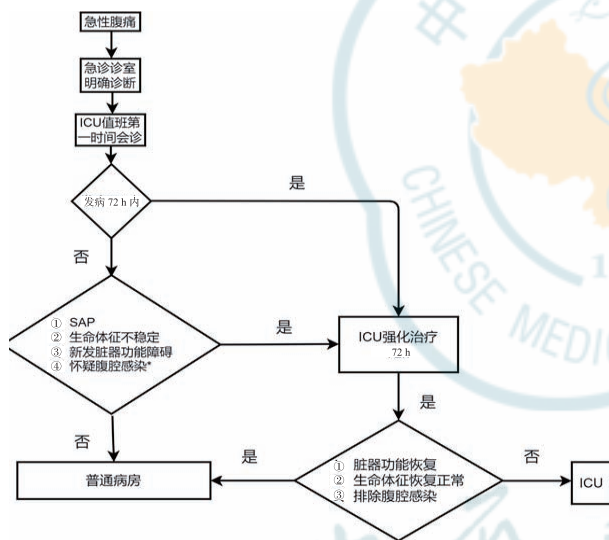 急性腹痛
急诊诊室
明确诊断
ICU值班第
一时间会诊
发病 72 h 内
是
否
① SAP
② 生命体征不稳定
③ 新发脏器功能障碍
④ 怀疑腹腔感染*
是
ICU强化治疗
72 h
是
否
普通病房
是
① 脏器功能恢复
② 生命体征恢复正常
③ 排除腹腔感染
否
ICU
CHINESE MEDI